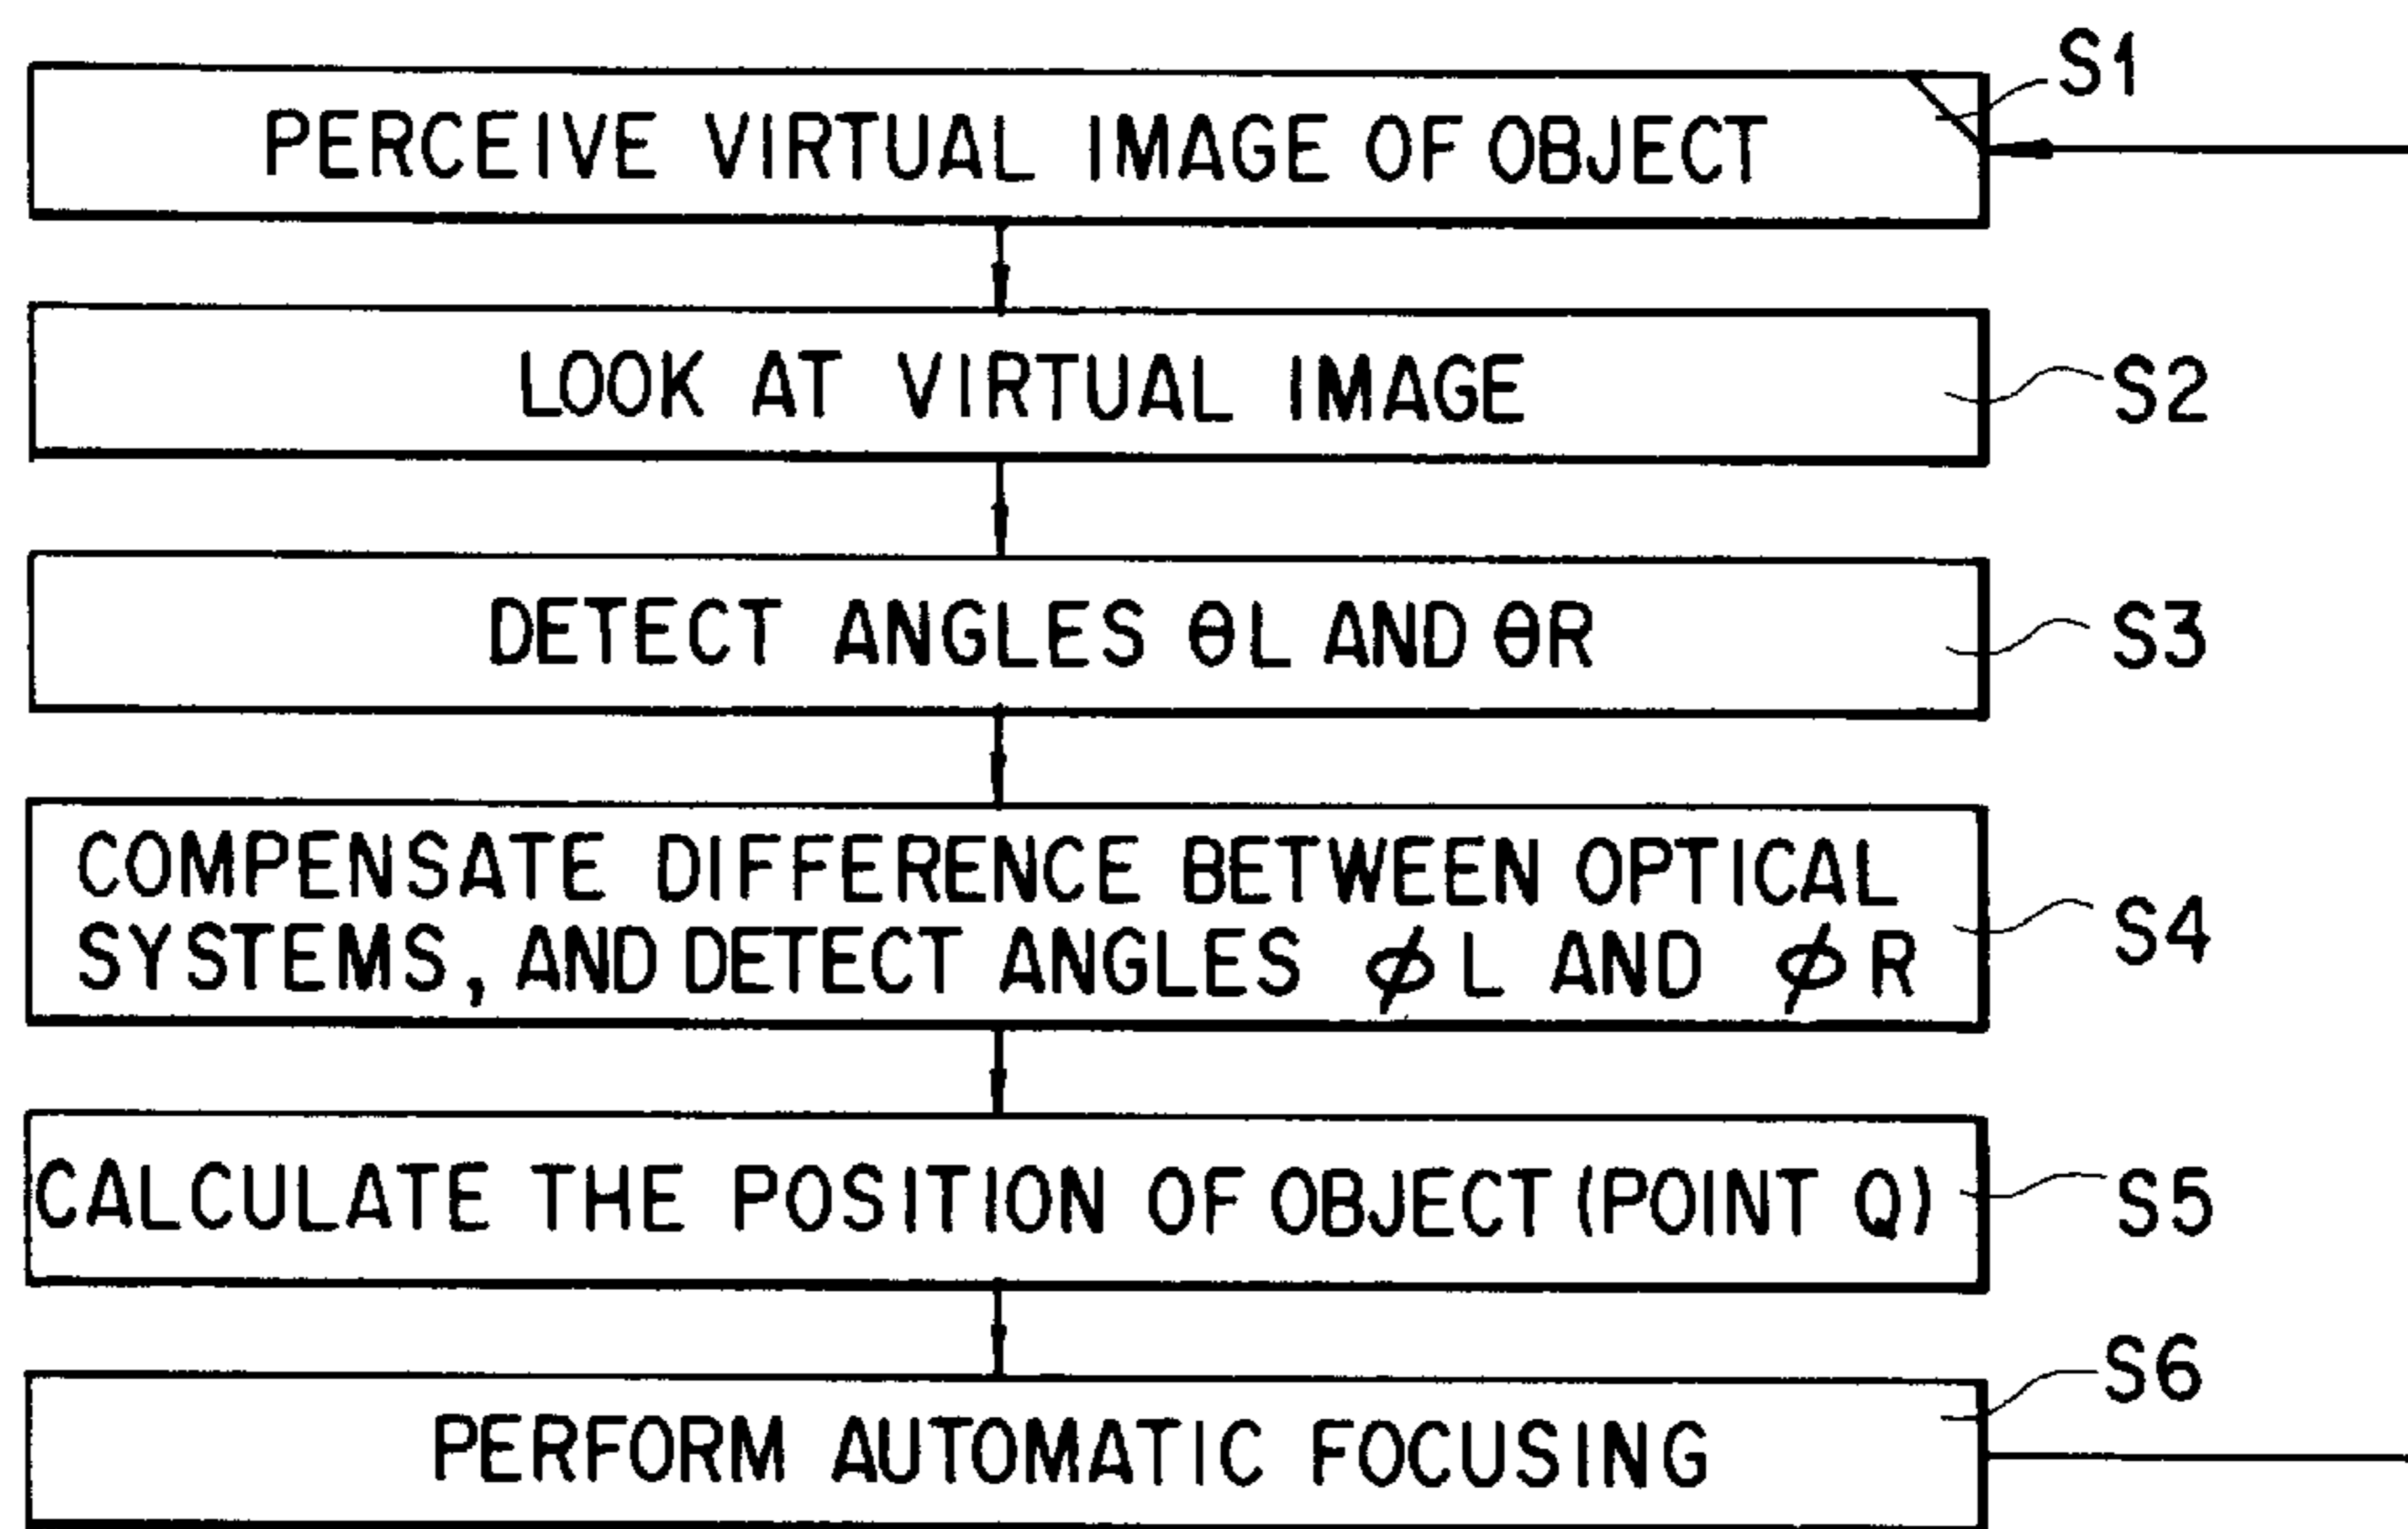 S1
PERCEIVE VIRTUAL IMAGE OF OBJECT
LOOK AT VIRTUAL IMAGE
S2
DETECT ANGLES θL AND θR
S3
COMPENSATE DIFFERENCE BETWEEN OPTICAL
SYSTEMS, AND DETECT ANGLES ϕL AND ϕR
S4
CALCULATE THE POSITION OF OBJECT (POINT Q)
S5
S6
PERFORM AUTOMATIC FOCUSING